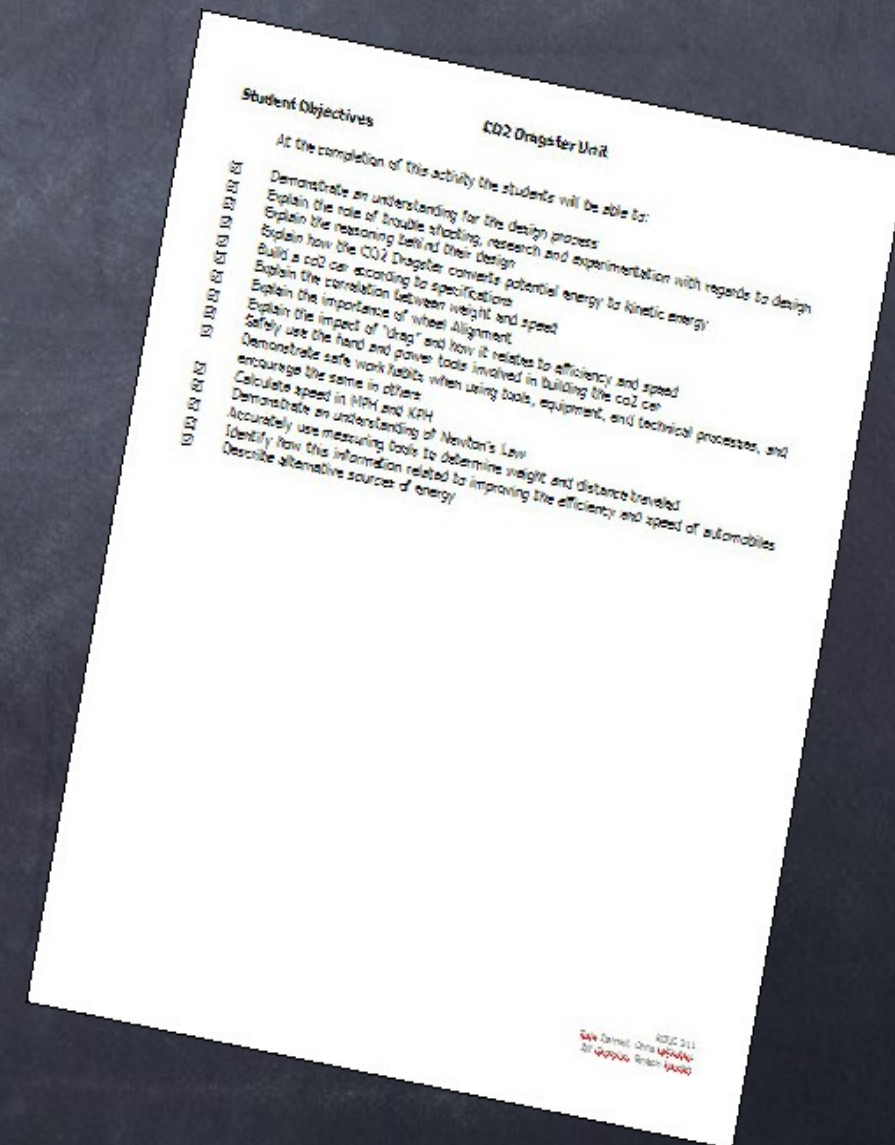 Student Objectives CO2 Dragster Unit
At the completion of this activity the students will be able to:
Demonstrate an understanding for the design process
Explain the role of trouble shooting, research and experimentation with regards to design
Explain the reasoning behind their design
Explain how the CO2 Dragster converts potential energy to kinetic energy
Build a co2 car according to specifications
Explain the correlation between weight and speed
Explain the importance of wheel Alignment
Explain the impact of "drag" and how it relates to efficiency and speed
Safely use the hand and power tools involved in building the co2 car
Demonstrate safe work habits when using tools, equipment, and technical processes, and
encourage the same in others
Calculate speed in MPH and KPH
Demonstrate an understanding of Newton's Law
Accurately use measuring tools to determine weight and distance traveled
Identify how this information related to improving the efficiency and speed of automobiles
Describe alternative sources of energy